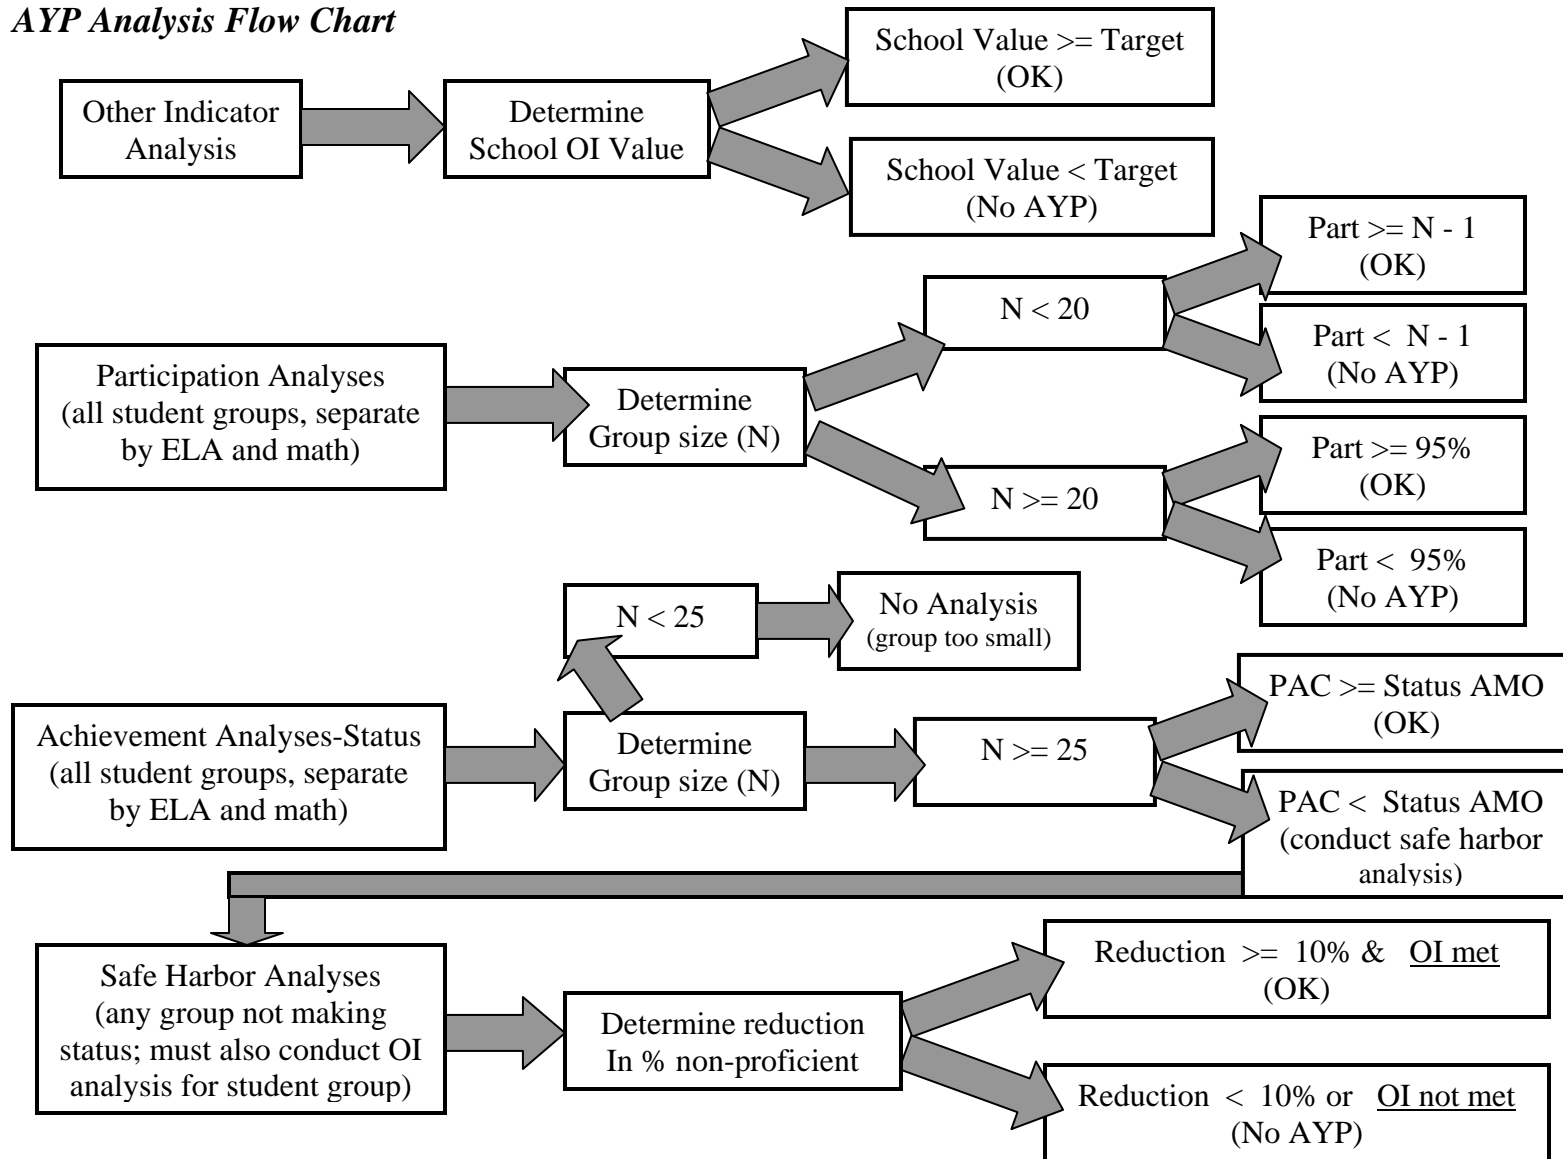 AYP Analysis Flow Chart
Other Indicator
Analysis
Determine
School OI Value
School Value >= Target
(OK)
School Value < Target
(No AYP)
Participation Analyses
(all student groups, separate
by ELA and math)
Determine
Group size (N)
N < 20
Part >= N - 1
(OK)
Part < N - 1
(No AYP)
N >= 20
Part >= 95%
(OK)
Part < 95%
(No AYP)
Achievement Analyses-Status
(all student groups, separate
by ELA and math)
Determine
Group size (N)
N < 25
No Analysis
(group too small)
N >= 25
PAC >= Status AMO
(OK)
PAC < Status AMO
(conduct safe harbor
analysis)
Safe Harbor Analyses
(any group not making
status; must also conduct OI
analysis for student group)
Determine reduction
In % non-proficient
Reduction >= 10% & OI met
(OK)
Reduction < 10% or OI not met
(No AYP)